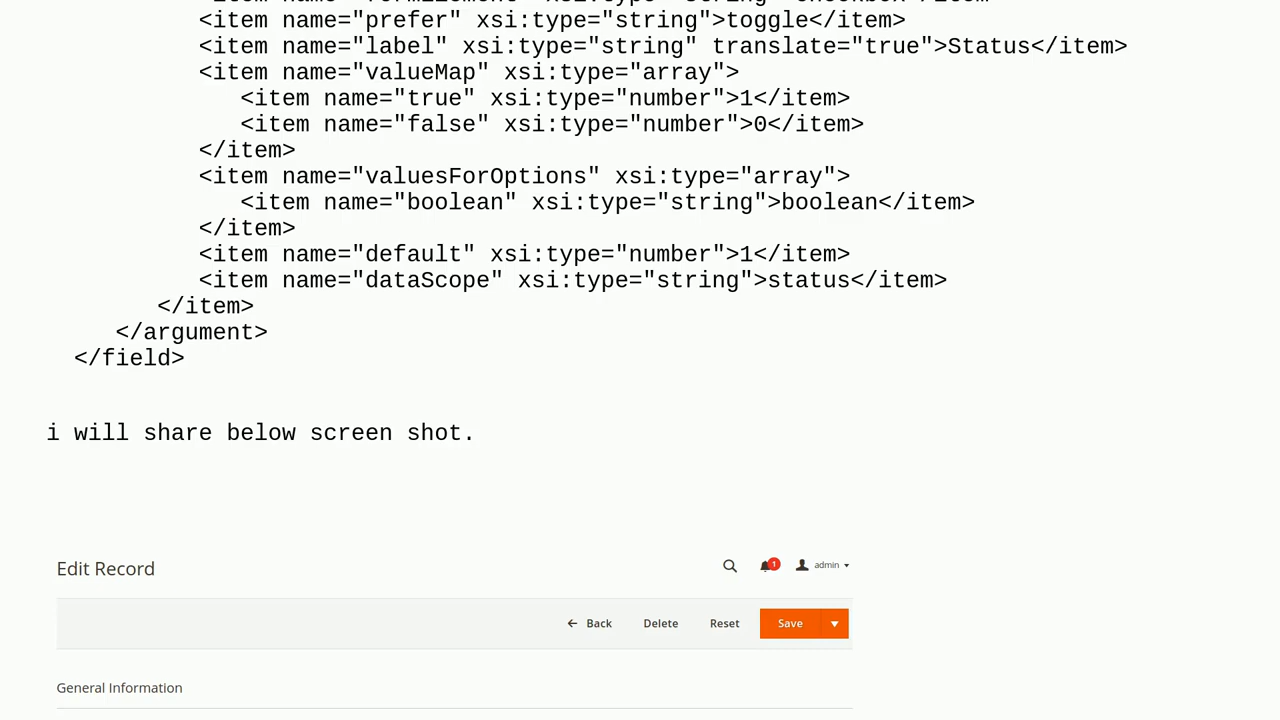 <item name="prefer" xsi:type="string">toggle</item>
<item name="label" xsi:type="string" translate="true">Status</item>
<item name="valueMap" xsi:type="array">
<item name="true" xsi:type="number">1</item>
<item name="false" xsi:type="number">0</item>
</item>
<item name="valuesForOptions" xsi:type="array">
<item name="boolean" xsi:type="string">boolean</item>
</item>
<item name="default" xsi:type="number">1</item>
<item name="dataScope" xsi:type="string">status</item>
</item>
</argument>
</field>
i will share below screen shot.
Edit Record
1
admin
Back Delete Reset Save
General Information